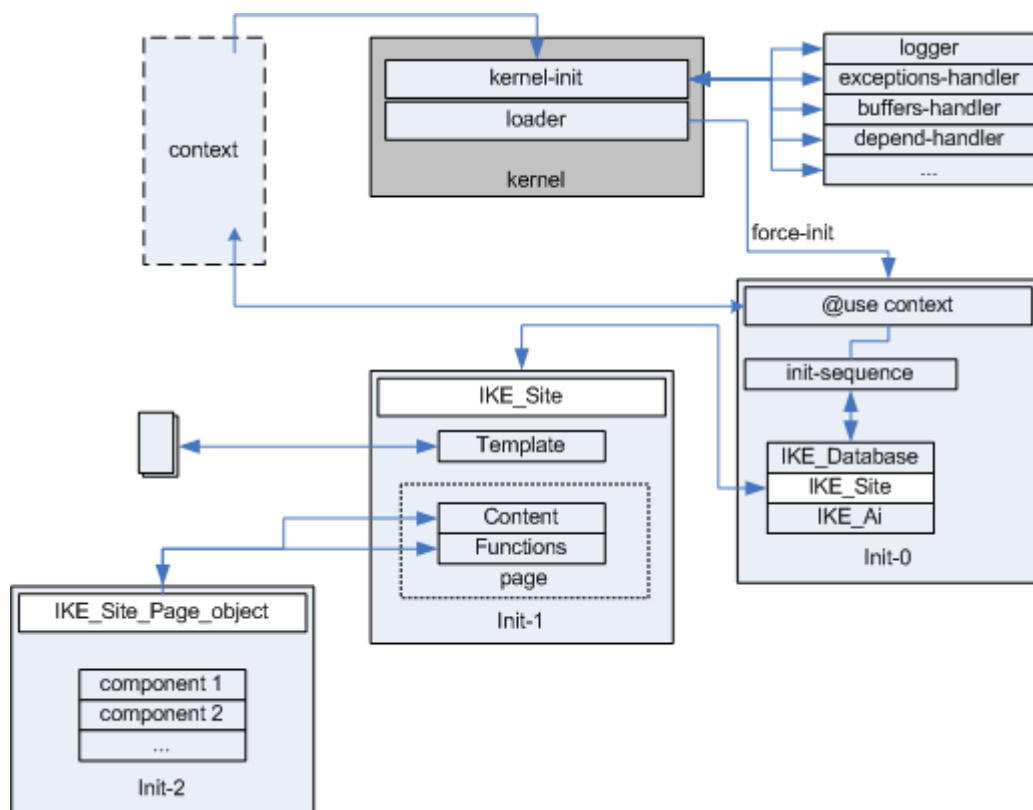 context
kernel-init
loader
kernel
logger
exceptions-handler
buffers-handler
depend-handler
...
force-init
@use context
init-sequence
IKE_Database
IKE_Site
IKE_Ai
Init-0
IKE_Site
Template
Content
Functions
page
Init-1
IKE_Site_Page_object
component 1
component 2
...
Init-2